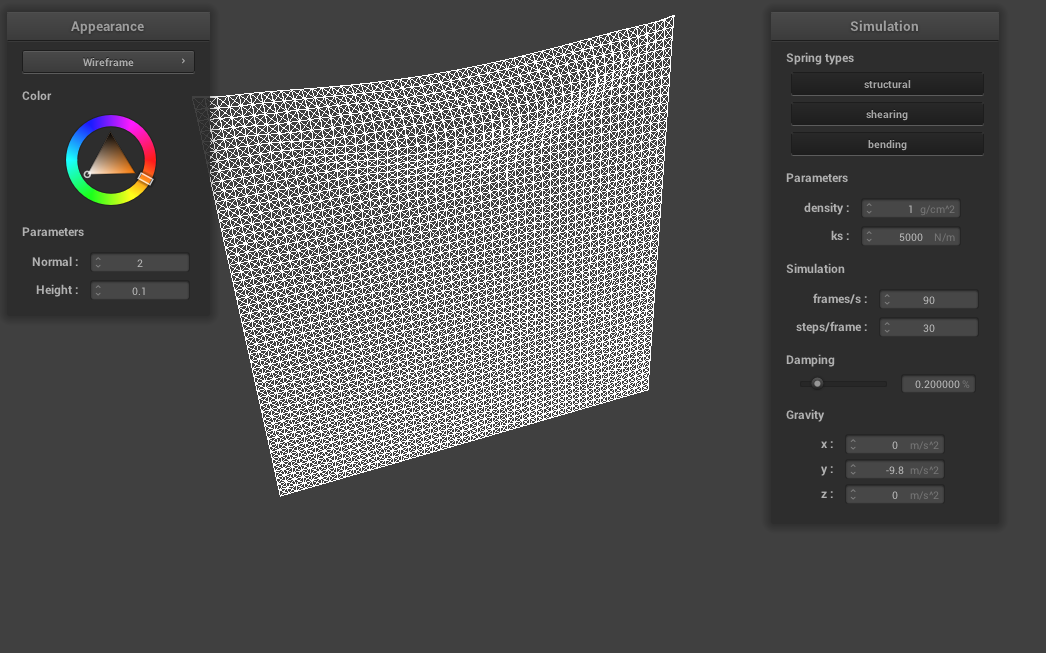 Appearance
Wireframe ›
Color
Parameters
Normal : 2
Height : 0.1
Simulation
Spring types
structural
shearing
bending
Parameters
density : 1 g/cm^2
ks : 5000 N/m
Simulation
frames/s : 90
steps/frame : 30
Damping
0.200000 %
Gravity
x : 0 m/s^2
y : -9.8 m/s^2
z : 0 m/s^2